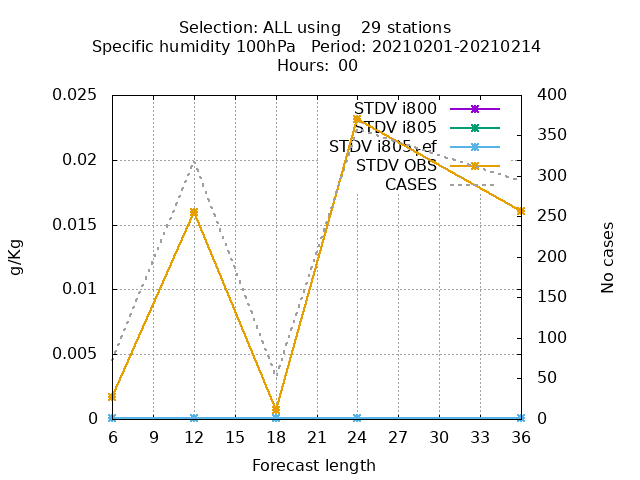 Selection: ALL using    29 stations
Specific humidity 100hPa   Period: 20210201-20210214
Hours: 00
0.025
0.02
0.015
0.01
0.005
0
g/Kg
400
350
300
250
200
150
100
50
0
No cases
STDV i800
STDV i805
STDV i805_ef
STDV OBS
CASES
6 9 12 15 18 21 24 27 30 33 36
Forecast length